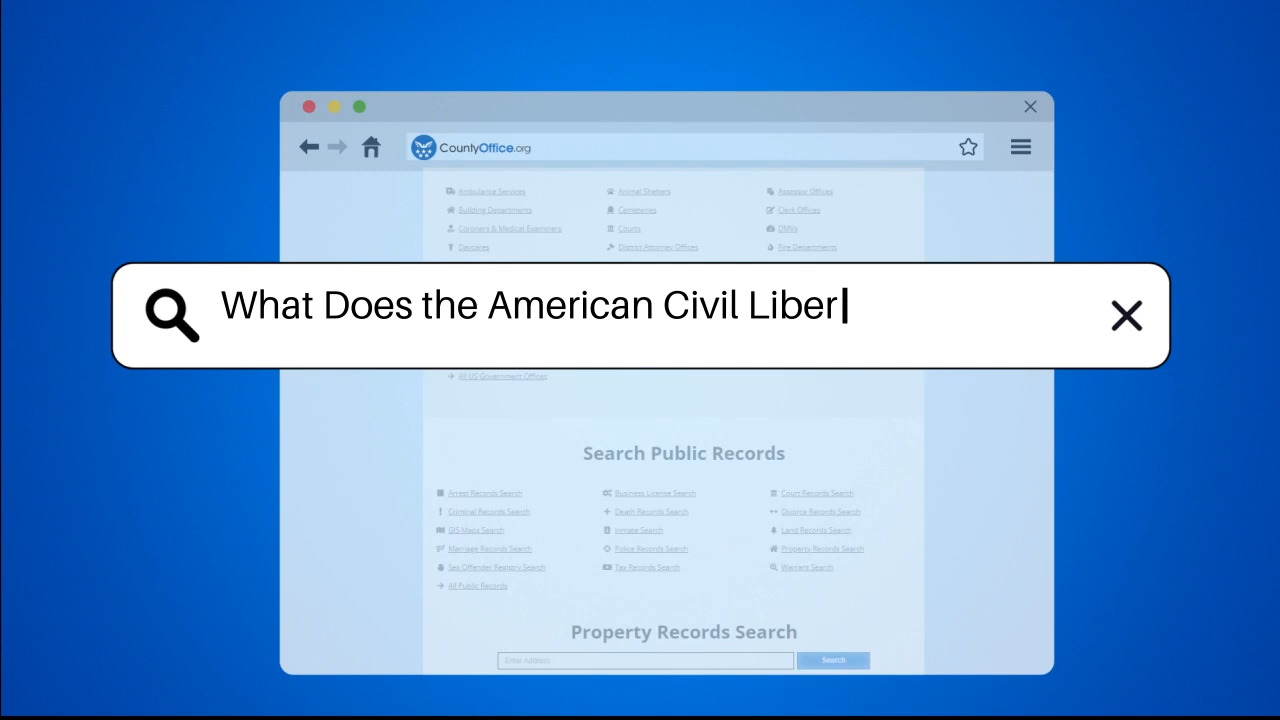 CountyOffice.org
Ambulance Services Animal Shelters Assessor Offices
Building Departments Cemeteries Clerk Offices
Coroners & Medical Examiners Courts DMVs
Daycares District Attorney Offices Fire Departments
What Does the American Civil Liber
All US Government Offices
Search Public Records
Arrest Records Search Business License Search Court Records Search
Criminal Records Search Death Records Search Divorce Records Search
GIS Maps Search Inmate Search Land Records Search
Marriage Records Search Police Records Search Property Records Search
Sex Offender Registry Search Tax Records Search Warrant Search
All Public Records
Property Records Search
Enter Address Search